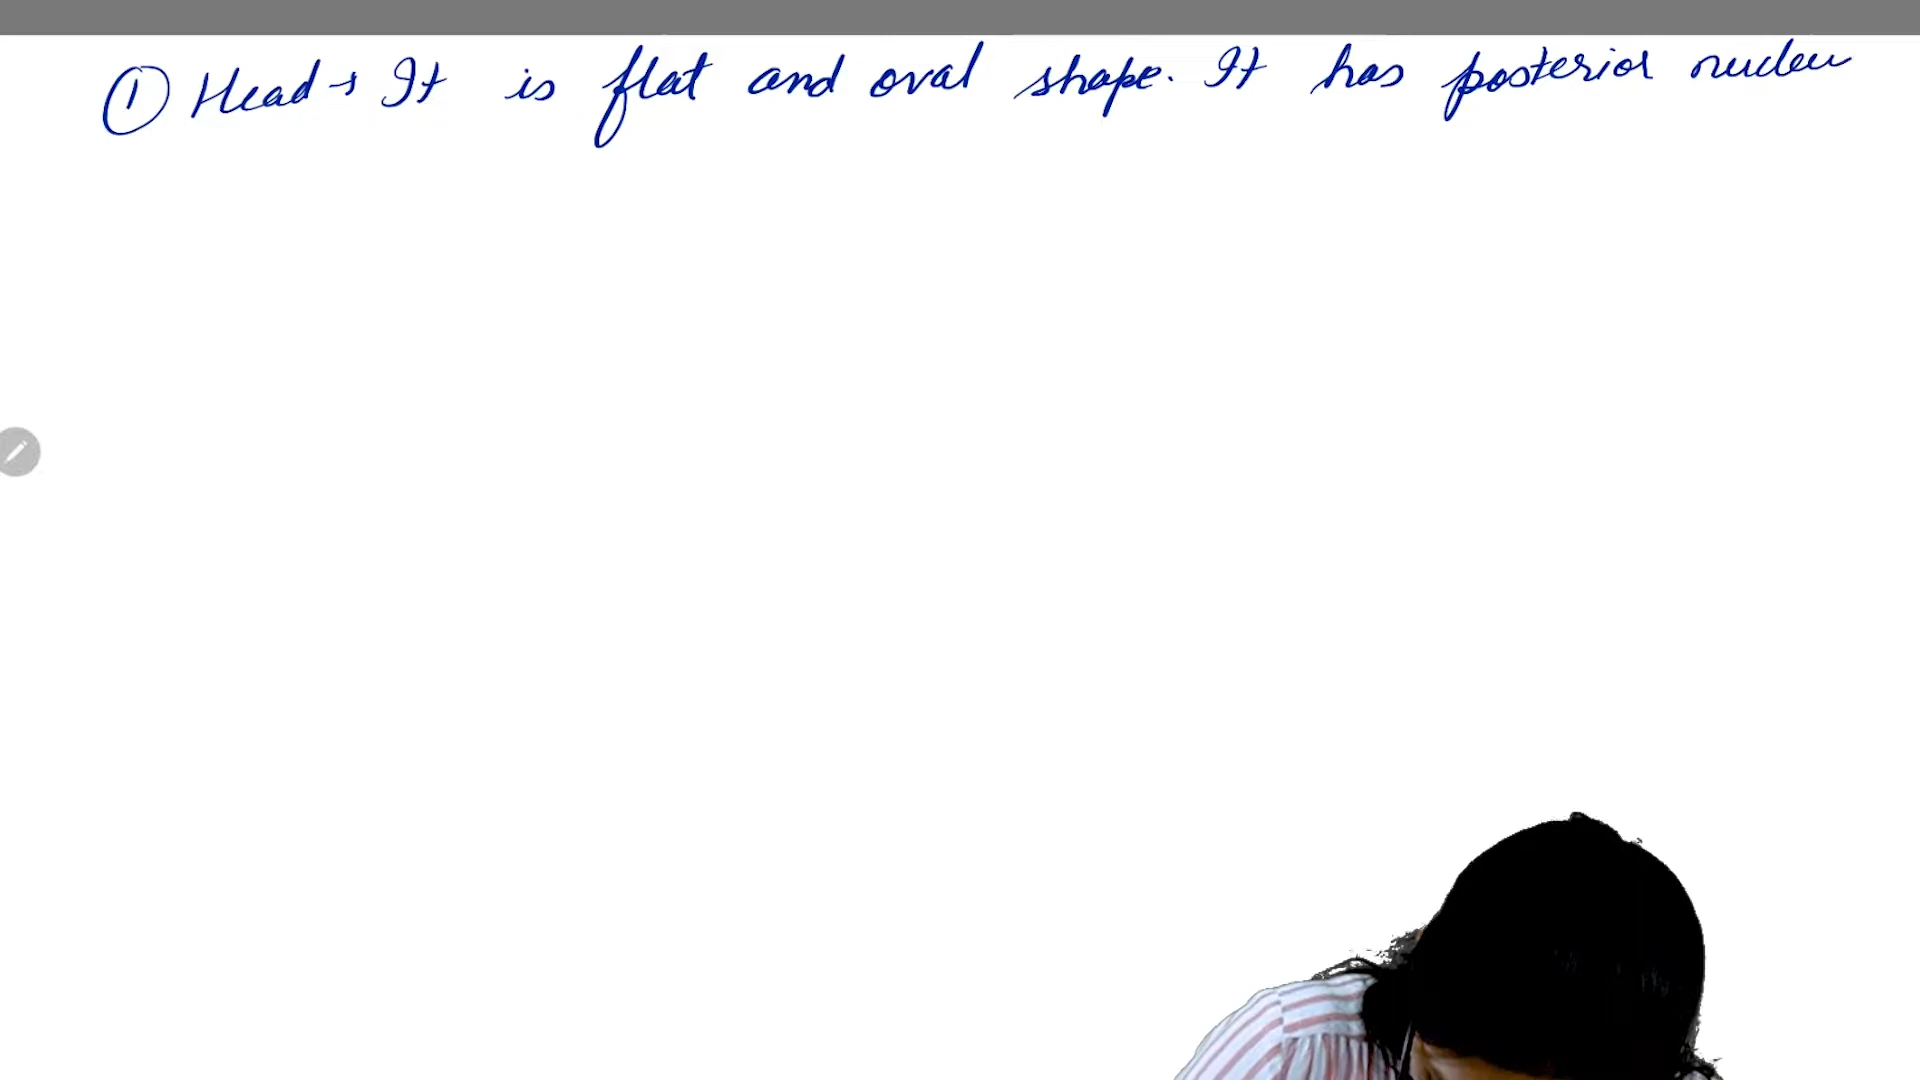 ① Head → It is flat and oval shape. It has posterior nucleu